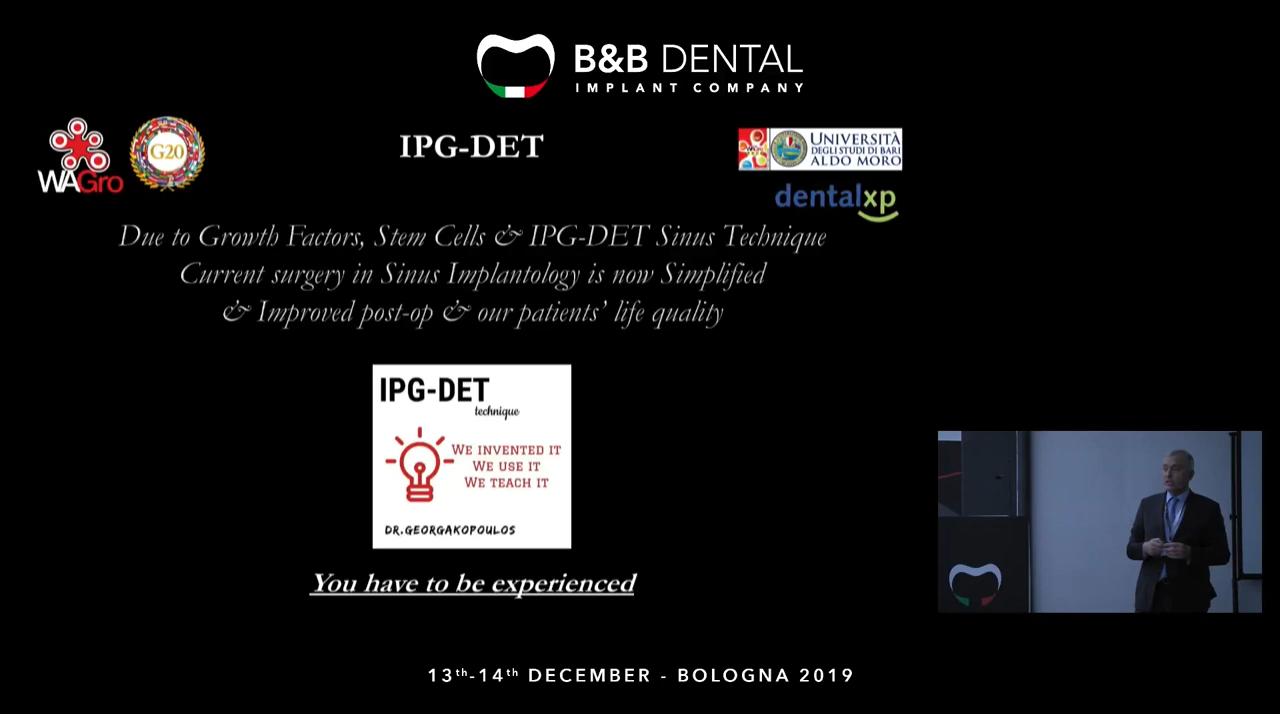 B&B DENTAL
IMPLANT COMPANY
WAGro
G20
IPG-DET
UNIVERSITÀ
DEGLI STUDI DI BARI
ALDO MORO
dentalxp
Due to Growth Factors, Stem Cells & IPG-DET Sinus Technique
Current surgery in Sinus Implantology is now Simplified
& Improved post-op & our patients' life quality
IPG-DET
technique
WE INVENTED IT
WE USE IT
WE TEACH IT
DR.GEORGAKOPOULOS
You have to be experienced
13th-14th DECEMBER - BOLOGNA 2019